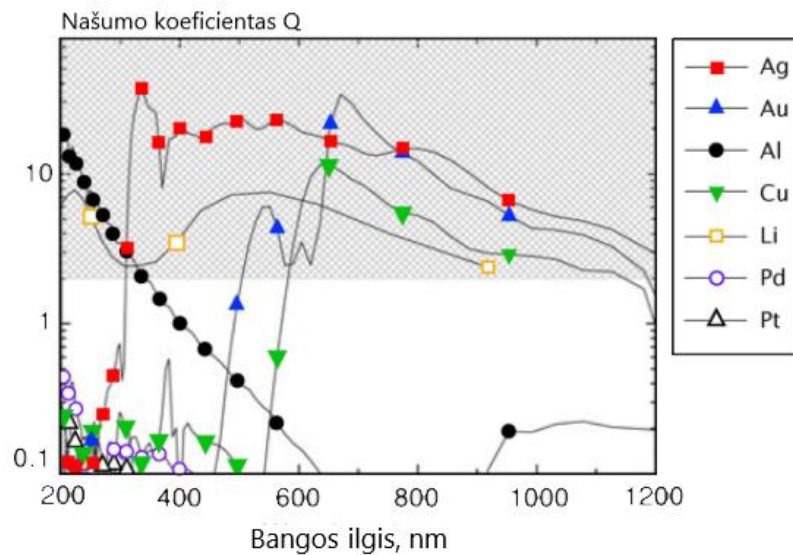 Našumo koeficientas Q
10
1
0.1
200
400
600
800
1000
1200
Bangos ilgis, nm
Ag
Au
Al
Cu
Li
Pd
Pt